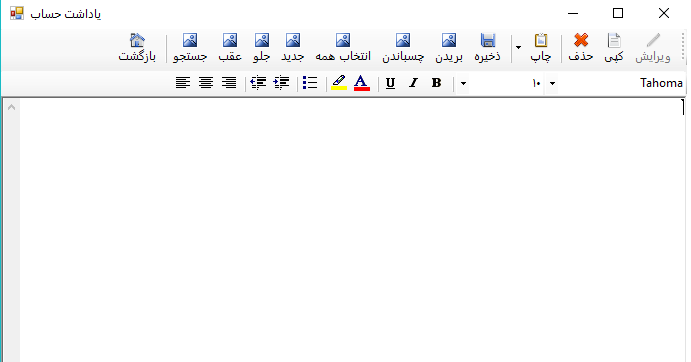 یاداشت حساب
ویرایش کپی حذف چاپ ذخیره بریدن چسباندن انتخاب همه جدید جلو عقب جستجو بازگشت
Tahoma ۱۰ B I U A